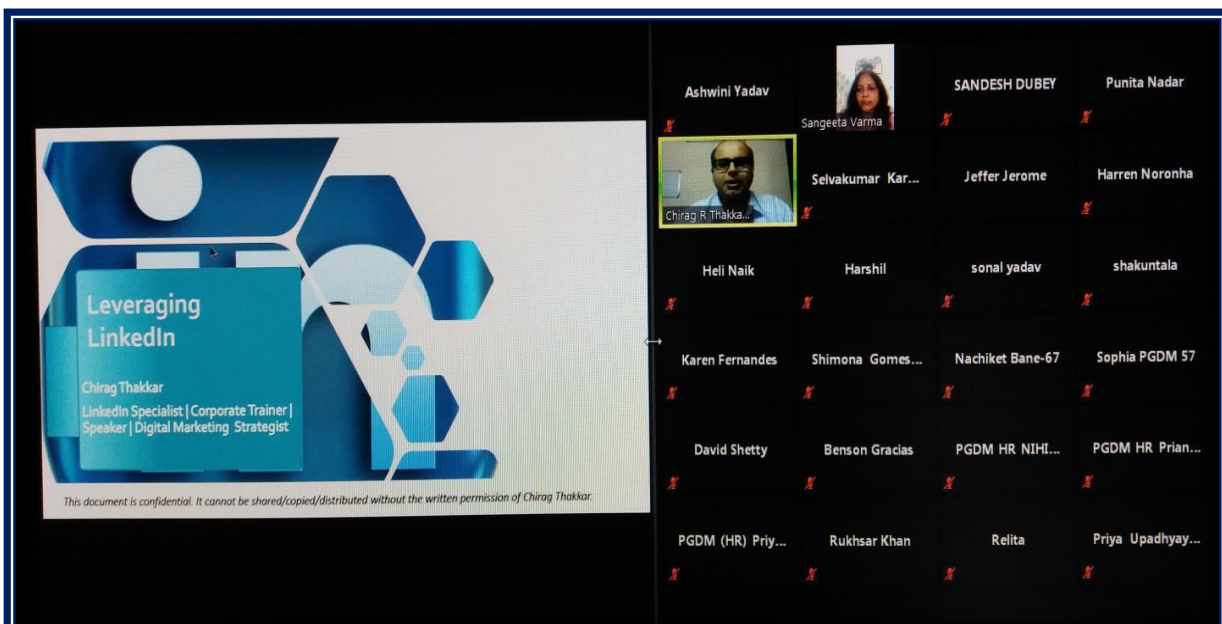 Leveraging
LinkedIn
Chirag Thakkar
LinkedIn Specialist | Corporate Trainer |
Speaker | Digital Marketing Strategist
This document is confidential. It cannot be shared/copied/distributed without the written permission of Chirag Thakkar.
Ashwini Yadav
Sangeeta Varma
SANDESH DUBEY
Punita Nadar
Chirag R Thakka...
Selvakumar Kar...
Jeffer Jerome
Harren Noronha
Heli Naik
Harshil
sonal yadav
shakuntala
Karen Fernandes
Shimona Gomes...
Nachiket Bane-67
Sophia PGDM 57
David Shetty
Benson Gracias
PGDM HR NIHI...
PGDM HR Prian...
PGDM (HR) Priy...
Rukhsar Khan
Relita
Priya Upadhyay...